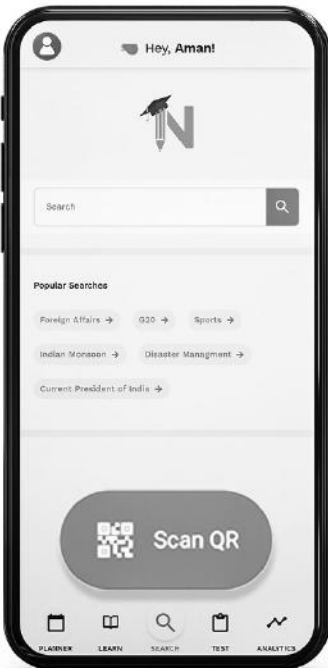 Hey, Aman!
N
Search
Popular Searches
Foreign Affairs → G20 → Sports →
Indian Monsoon → Disaster Managment →
Current President of India →
Scan QR
PLANNER LEARN SEARCH TEST ANALYTICS